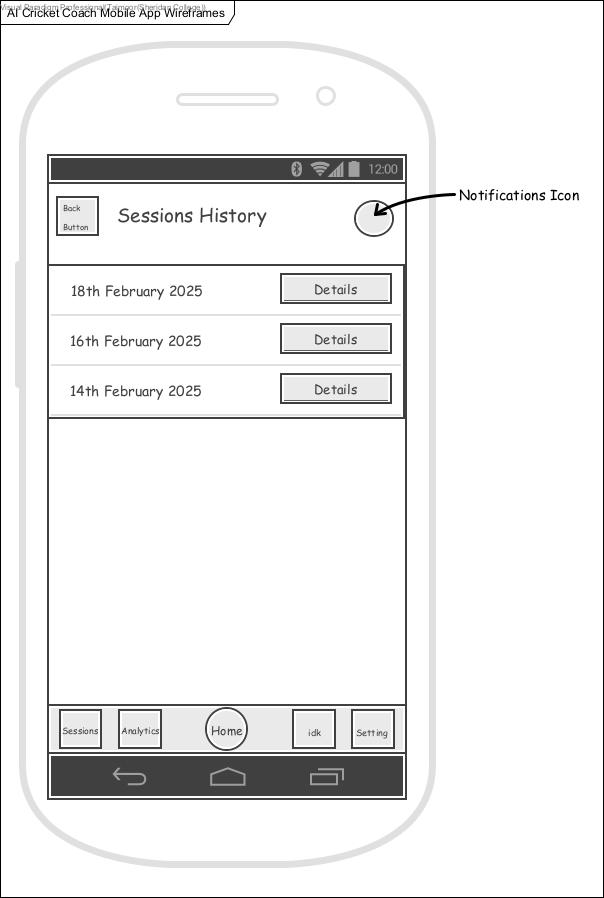 Visual Paradigm Professional(Taimoor(Sheridan College))
AI Cricket Coach Mobile App Wireframes
12:00
Notifications Icon
Back
Button
Sessions History
18th February 2025
Details
16th February 2025
Details
14th February 2025
Details
Sessions
Analytics
Home
idk
Setting